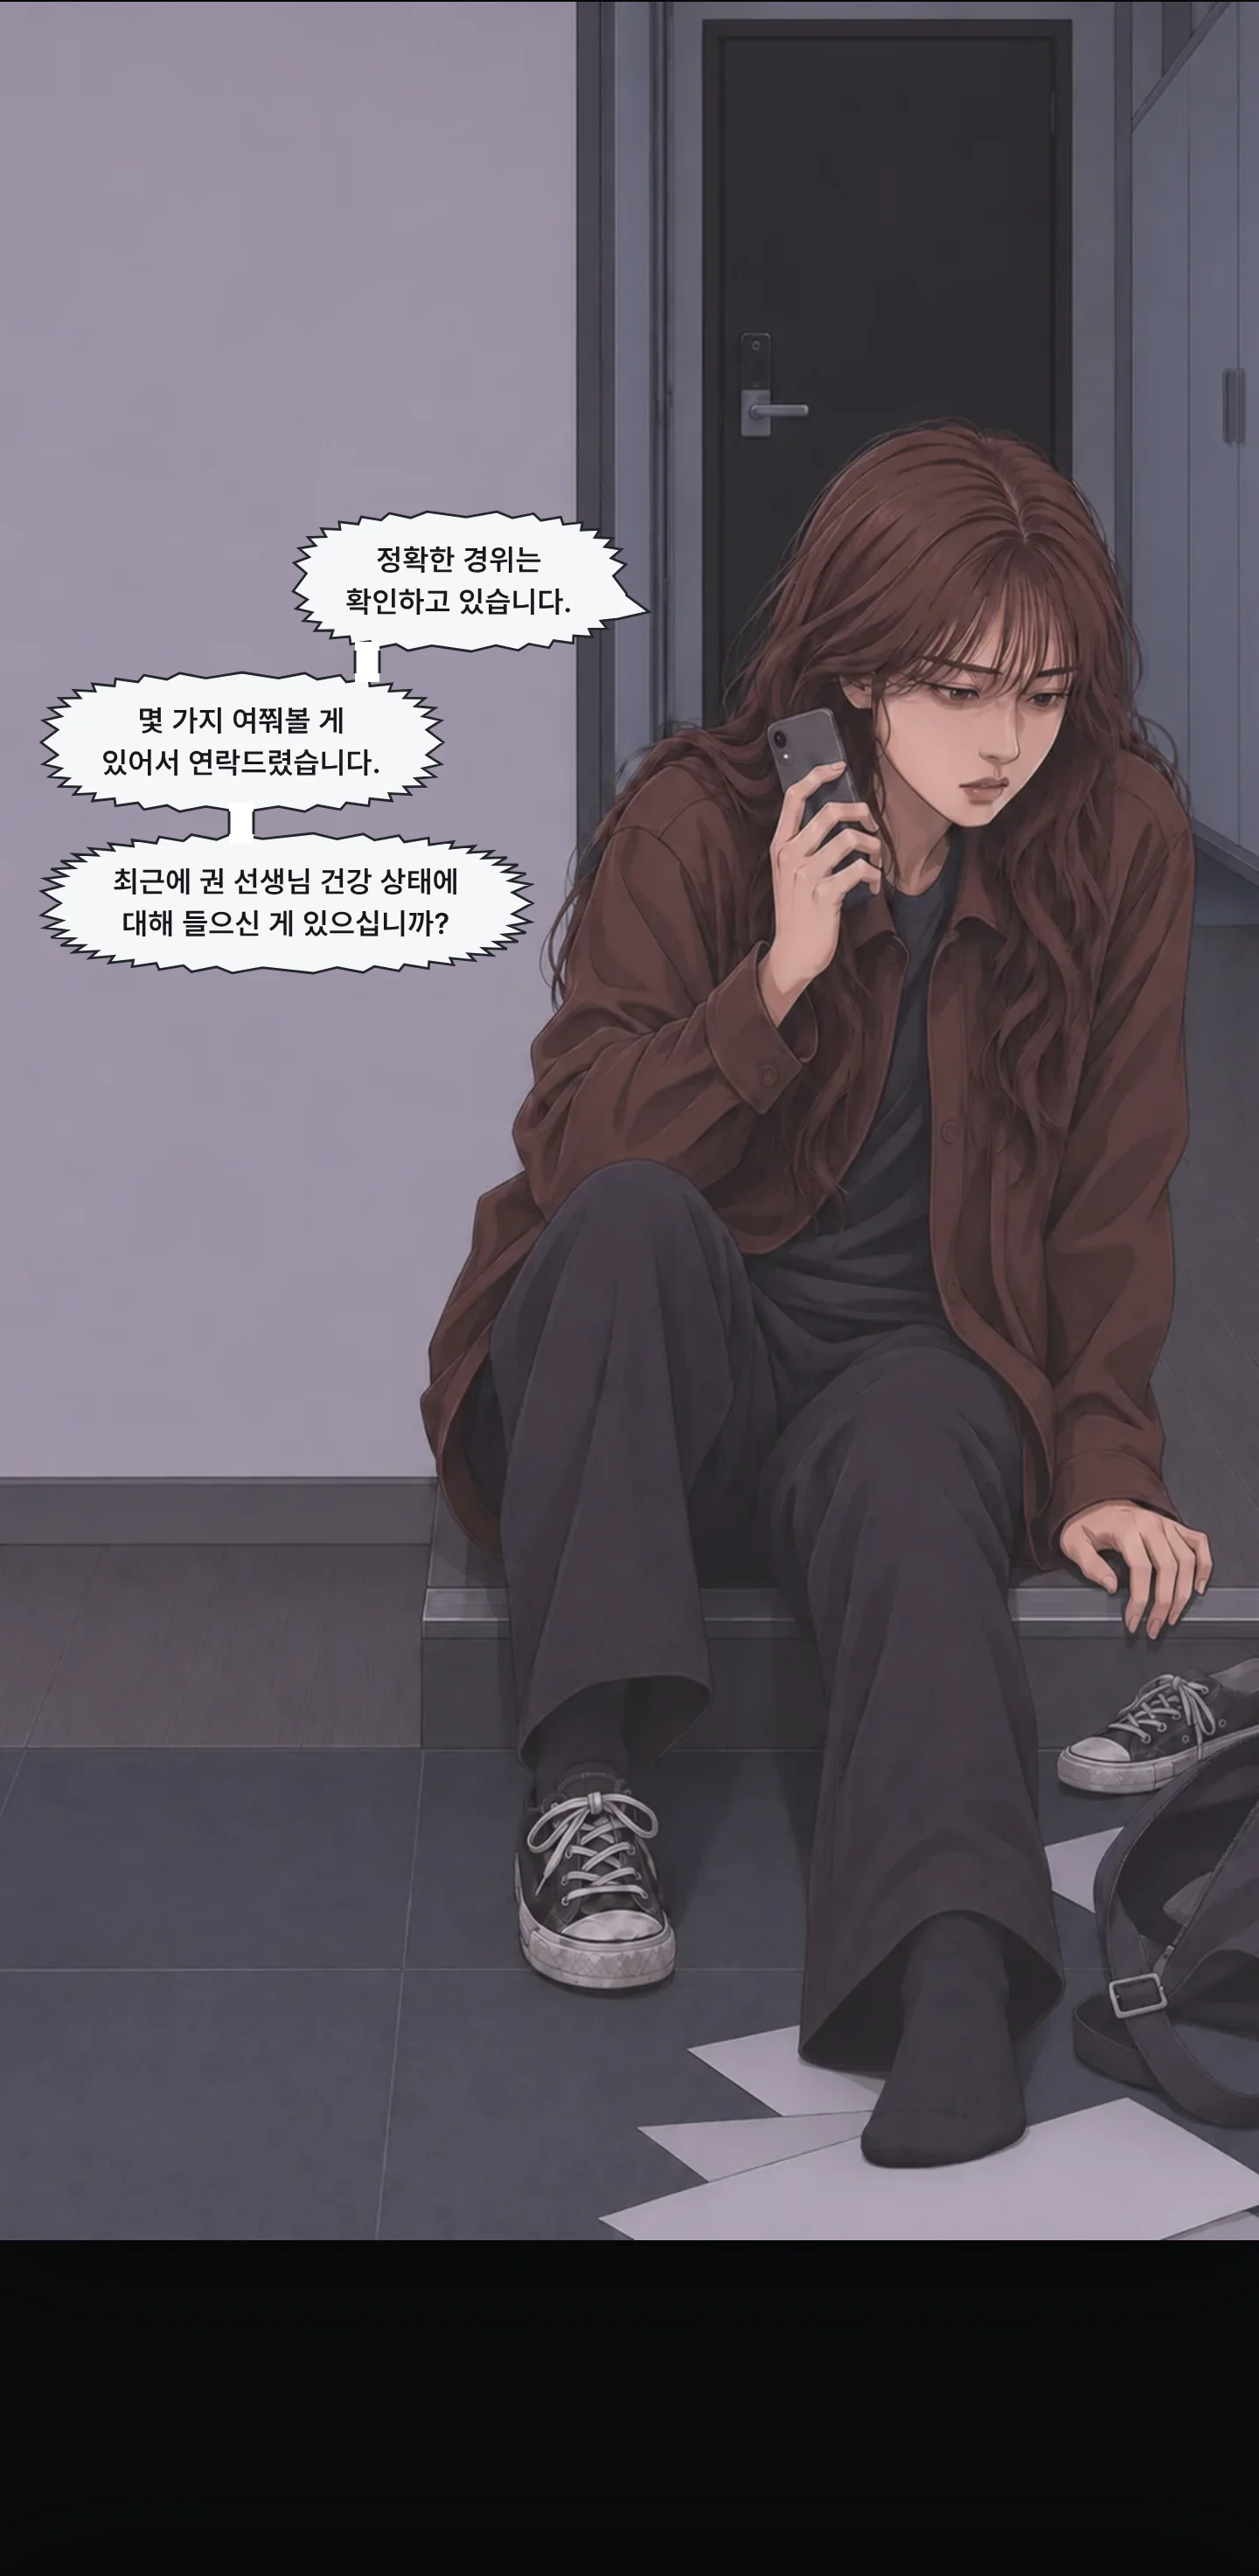 정확한 경위는
확인하고 있습니다.
몇 가지 여쭤볼 게
있어서 연락드렸습니다.
최근에 권 선생님 건강 상태에
대해 들으신 게 있으십니까?